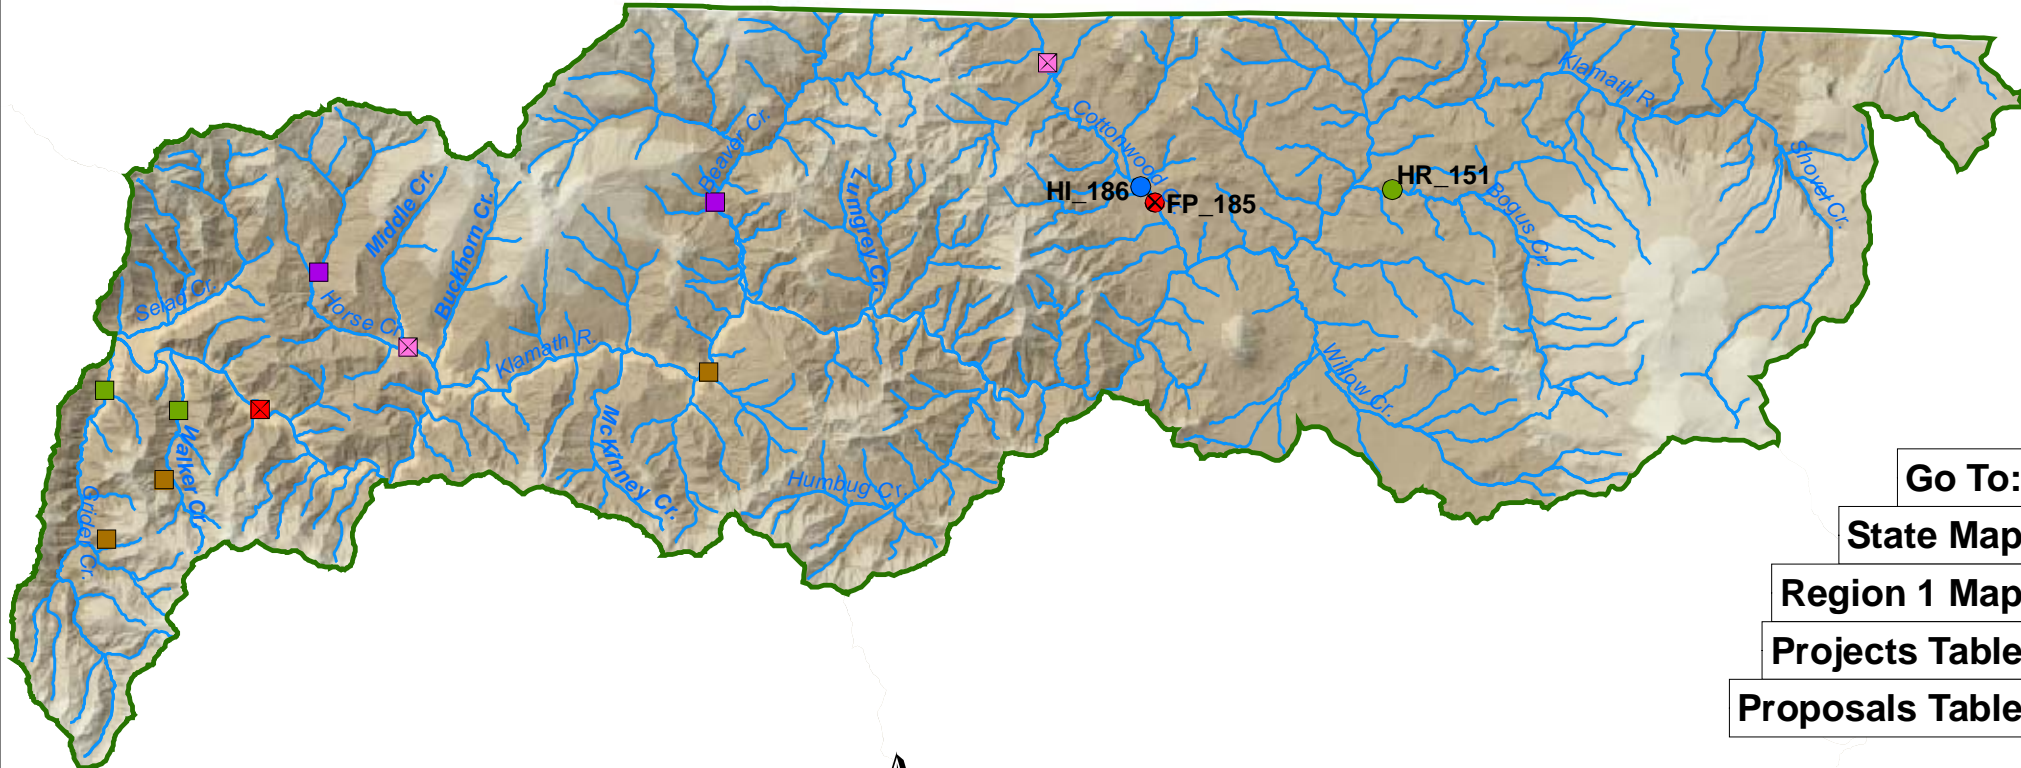 Klamath R.
Beaver Cr.
Cottonwood Cr.
Shovel Cr.
Middle Cr.
Lumgrey Cr.
HI_186
FP_185
HR_151
Bogus Cr.
Buckhorn Cr.
Seiad Cr.
Horse Cr.
Klamath R.
Willow Cr.
Walker Cr.
McKinney Cr.
Humbug Cr.
Grider Cr.
Go To:
State Map
Region 1 Map
Projects Table
Proposals Table